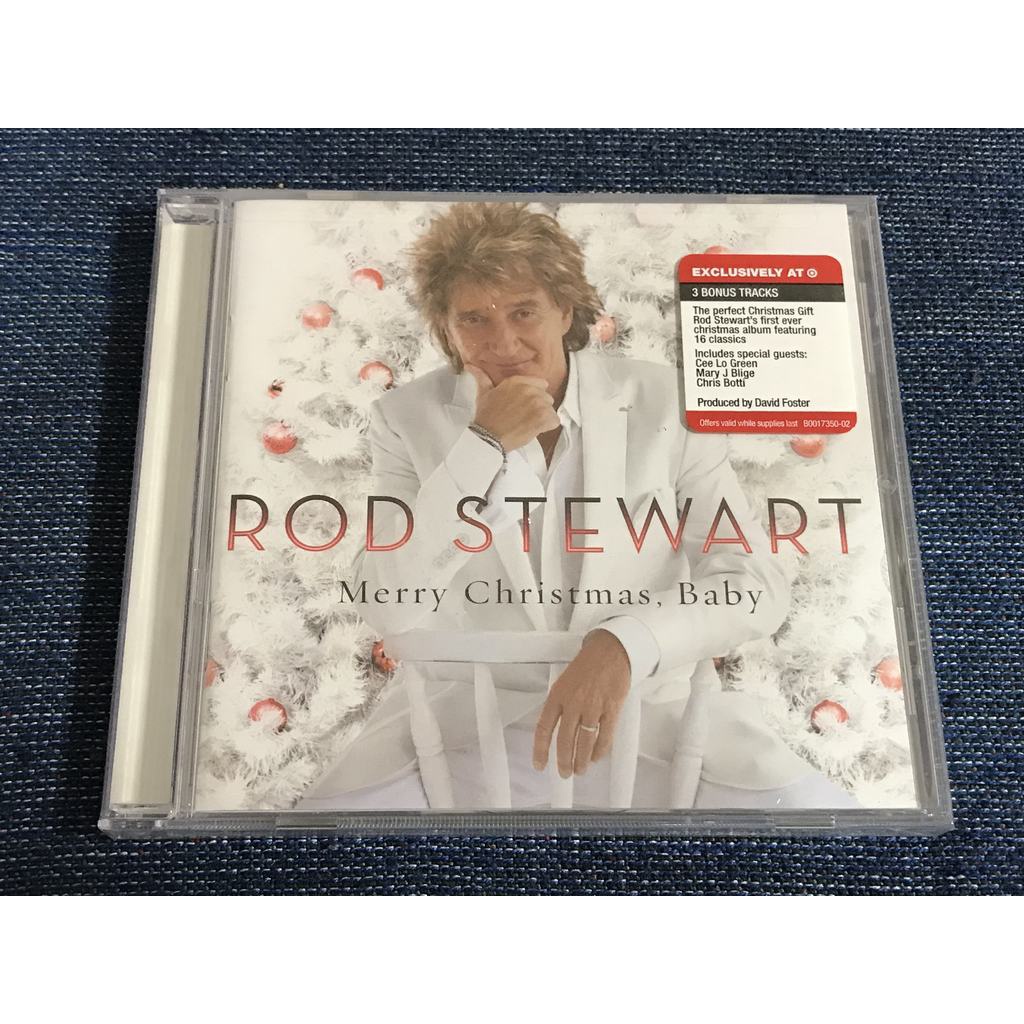 EXCLUSIVELY AT
3 BONUS TRACKS
The perfect Christmas Gift
Rod Stewart's first ever
christmas album featuring
16 classics
Includes special guests:
Cee Lo Green
Mary J Blige
Chris Botti
Produced by David Foster
Offers valid while supplies last B0017350-02
ROD STEWART
Merry Christmas, Baby